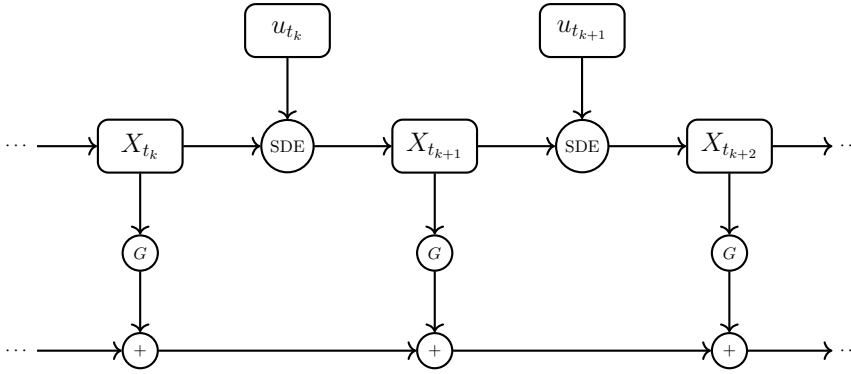 u_{t_k} u_{t_{k+1}}
··· X_{t_k} SDE X_{t_{k+1}} SDE X_{t_{k+2}} ···
G G G
··· + + + ···